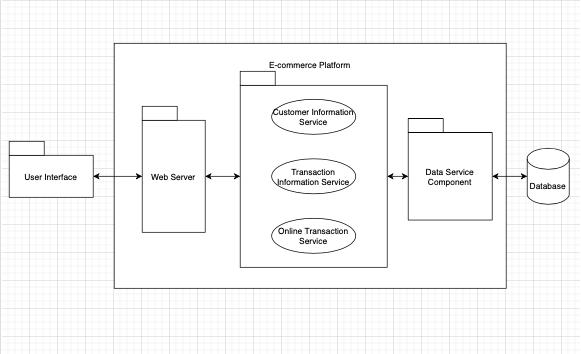 E-commerce Platform
User Interface
Web Server
Customer Information
Service
Transaction
Information Service
Online Transaction
Service
Data Service
Component
Database